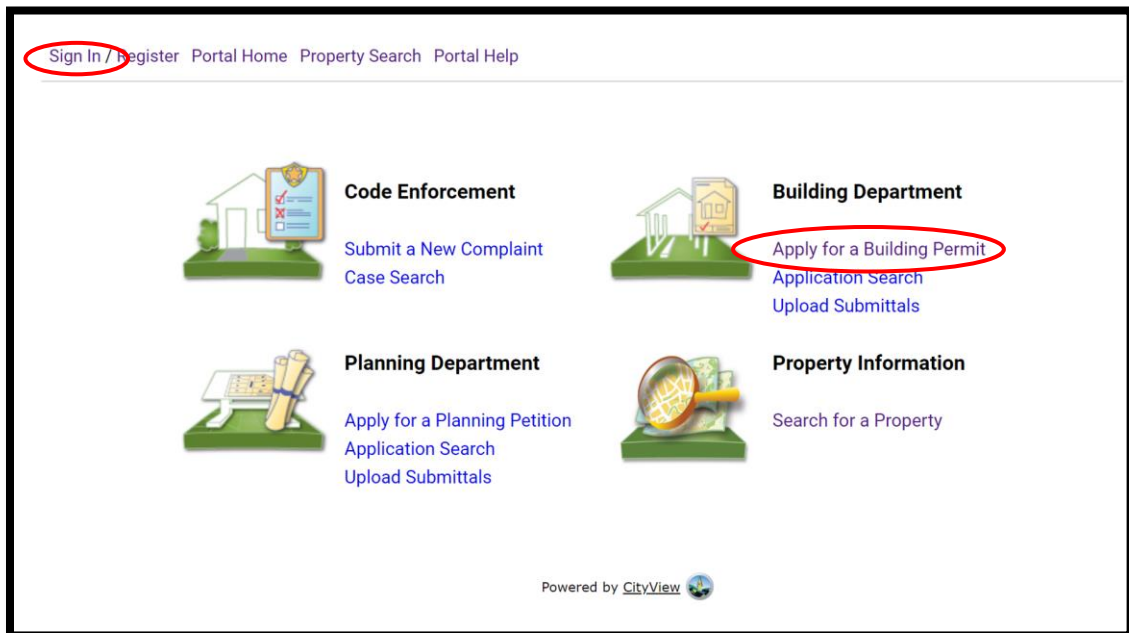 Sign In / Register Portal Home Property Search Portal Help
Code Enforcement
Submit a New Complaint
Case Search
Building Department
Apply for a Building Permit
Application Search
Upload Submittals
Planning Department
Apply for a Planning Petition
Application Search
Upload Submittals
Property Information
Search for a Property
Powered by CityView